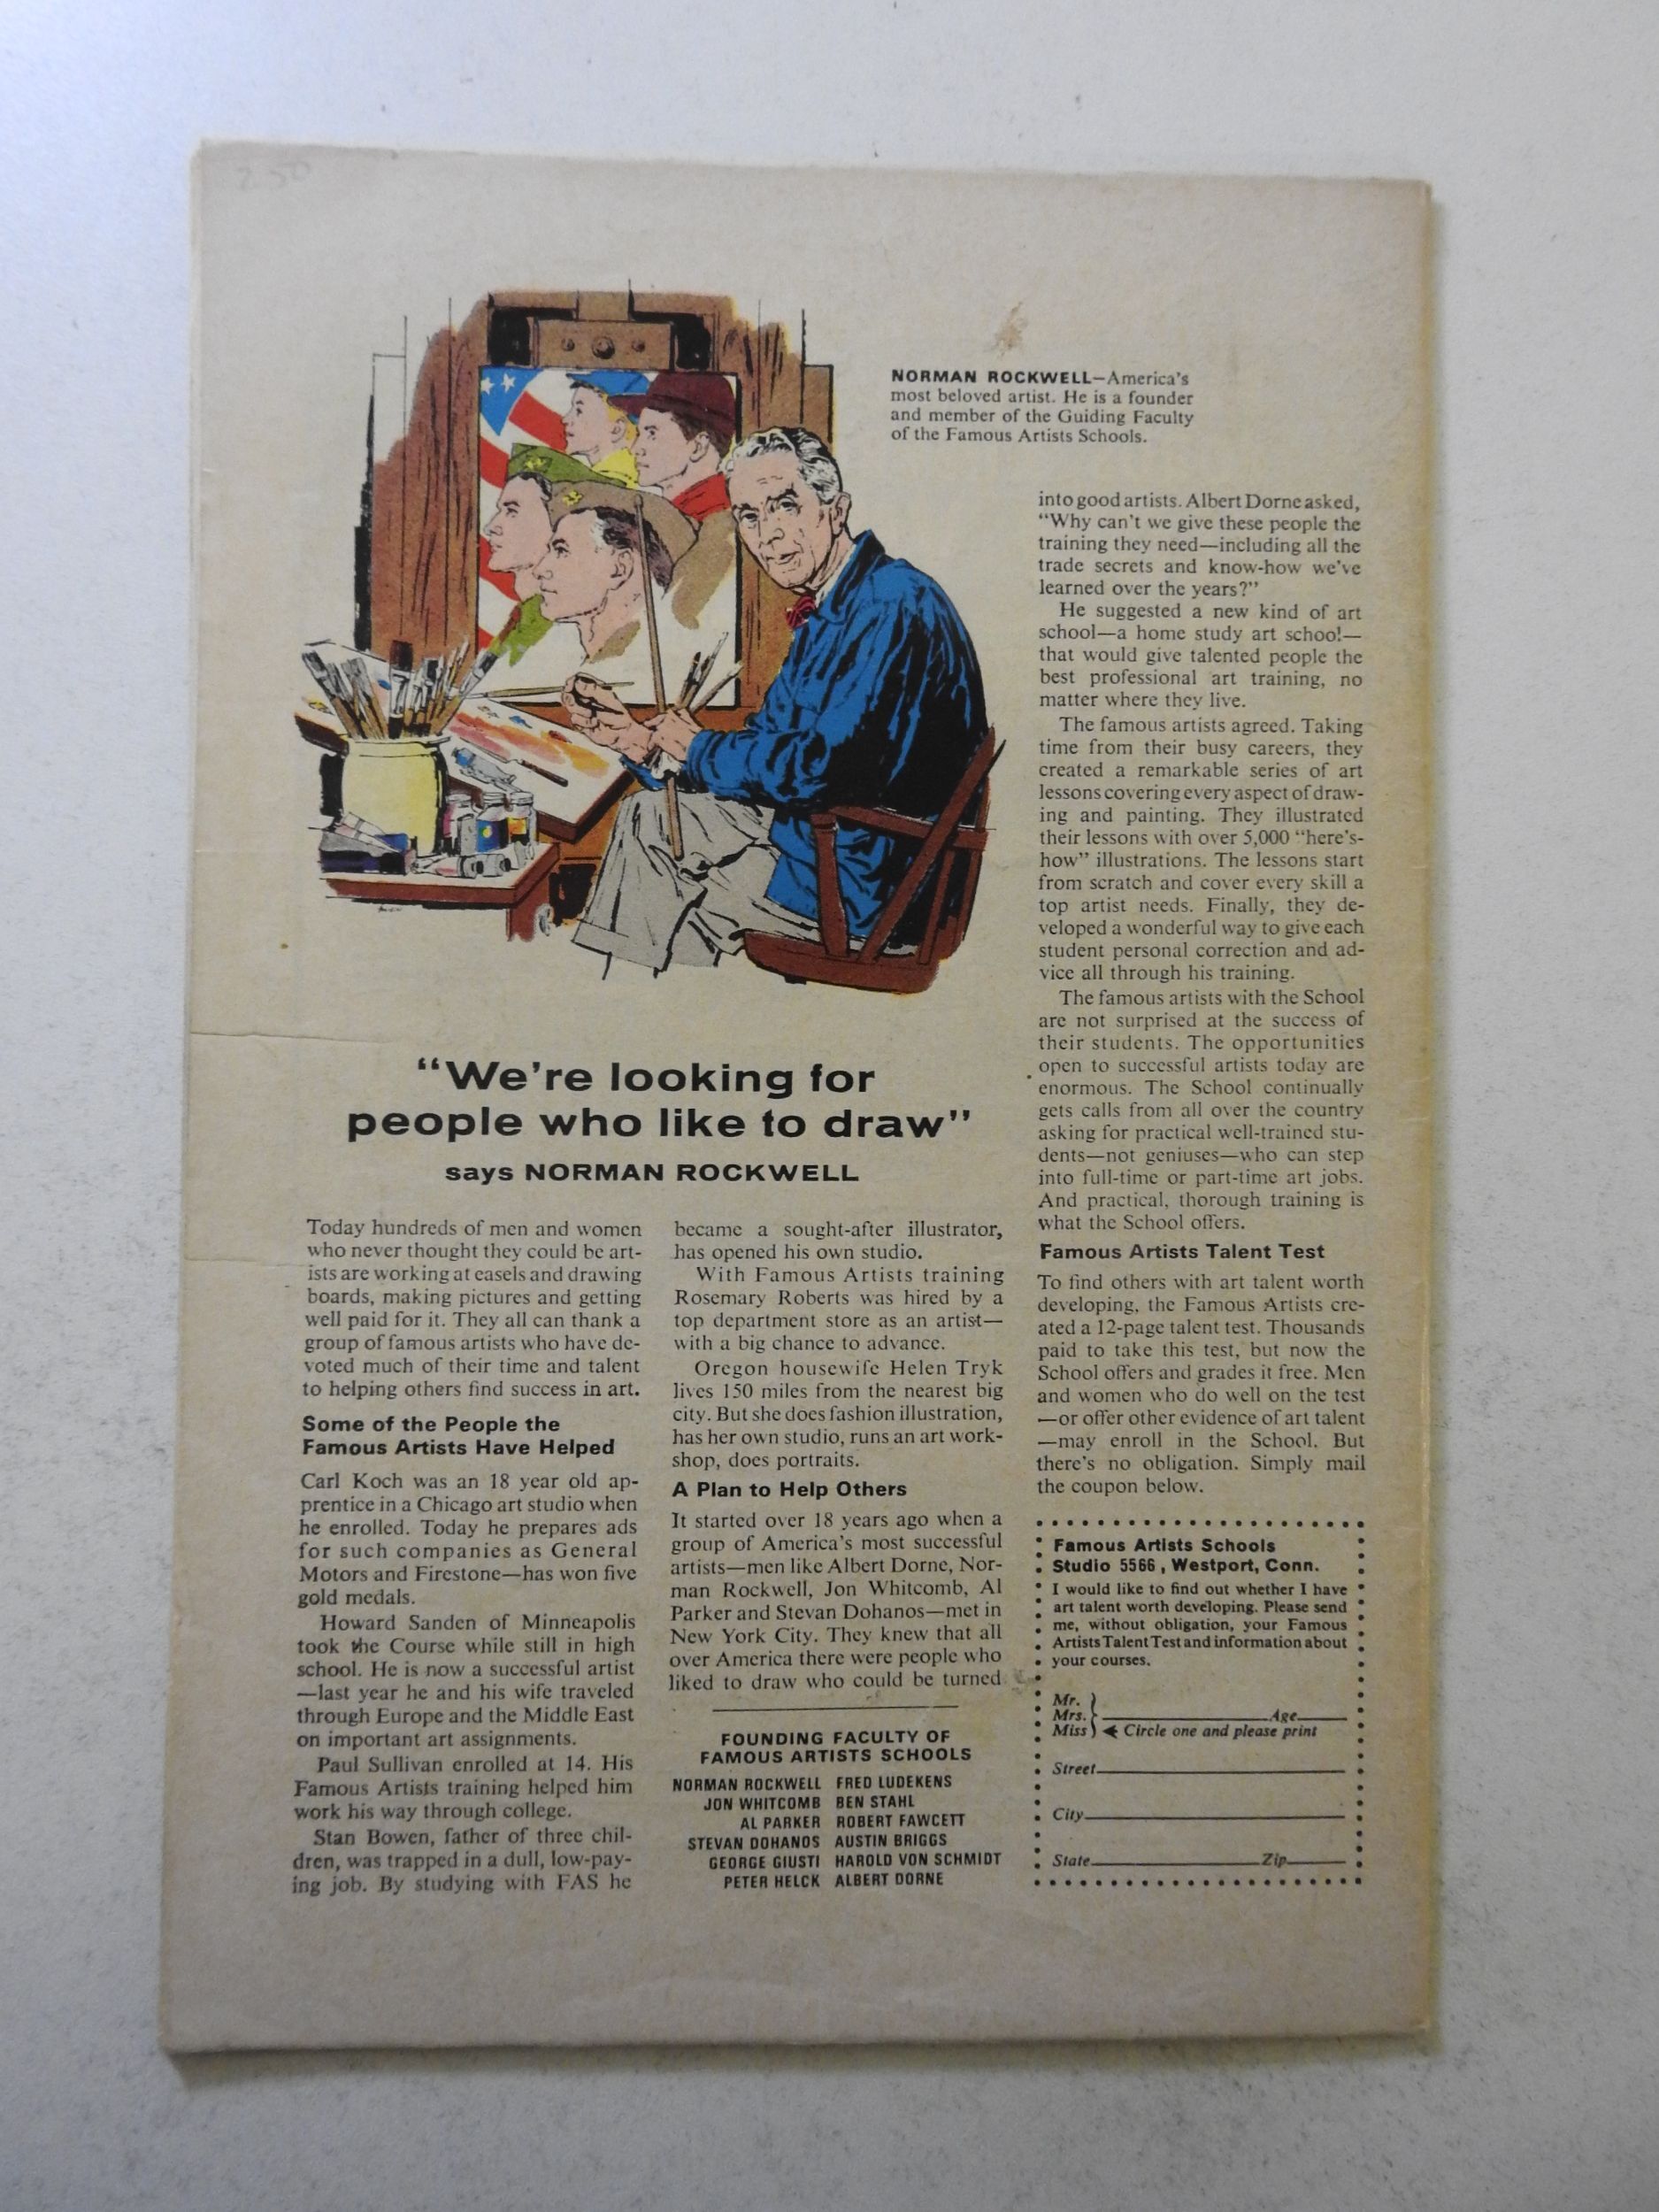 2.50
NORMAN ROCKWELL—America's
most beloved artist. He is a founder
and member of the Guiding Faculty
of the Famous Artists Schools.
"We're looking for
people who like to draw"
says NORMAN ROCKWELL
Today hundreds of men and women
who never thought they could be art-
ists are working at easels and drawing
boards, making pictures and getting
well paid for it. They all can thank a
group of famous artists who have de-
voted much of their time and talent
to helping others find success in art.
Some of the People the
Famous Artists Have Helped
Carl Koch was an 18 year old ap-
prentice in a Chicago art studio when
he enrolled. Today he prepares ads
for such companies as General
Motors and Firestone—has won five
gold medals.
Howard Sanden of Minneapolis
took the Course while still in high
school. He is now a successful artist
—last year he and his wife traveled
through Europe and the Middle East
on important art assignments.
Paul Sullivan enrolled at 14. His
Famous Artists training helped him
work his way through college.
Stan Bowen, father of three chil-
dren, was trapped in a dull, low-pay-
ing job. By studying with FAS he
became a sought-after illustrator,
has opened his own studio.
With Famous Artists training
Rosemary Roberts was hired by a
top department store as an artist—
with a big chance to advance.
Oregon housewife Helen Tryk
lives 150 miles from the nearest big
city. But she does fashion illustration,
has her own studio, runs an art work-
shop, does portraits.
A Plan to Help Others
It started over 18 years ago when a
group of America's most successful
artists—men like Albert Dorne, Nor-
man Rockwell, Jon Whitcomb, Al
Parker and Stevan Dohanos—met in
New York City. They knew that all
over America there were people who
liked to draw who could be turned
into good artists. Albert Dorne asked,
"Why can't we give these people the
training they need—including all the
trade secrets and know-how we've
learned over the years?"
He suggested a new kind of art
school—a home study art school—
that would give talented people the
best professional art training, no
matter where they live.
The famous artists agreed. Taking
time from their busy careers, they
created a remarkable series of art
lessons covering every aspect of draw-
ing and painting. They illustrated
their lessons with over 5,000 "here's-
how" illustrations. The lessons start
from scratch and cover every skill a
top artist needs. Finally, they de-
veloped a wonderful way to give each
student personal correction and ad-
vice all through his training.
The famous artists with the School
are not surprised at the success of
their students. The opportunities
open to successful artists today are
enormous. The School continually
gets calls from all over the country
asking for practical well-trained stu-
dents—not geniuses—who can step
into full-time or part-time art jobs.
And practical, thorough training is
what the School offers.
Famous Artists Talent Test
To find others with art talent worth
developing, the Famous Artists cre-
ated a 12-page talent test. Thousands
paid to take this test, but now the
School offers and grades it free. Men
and women who do well on the test
—or offer other evidence of art talent
—may enroll in the School. But
there's no obligation. Simply mail
the coupon below.
FOUNDING FACULTY OF
FAMOUS ARTISTS SCHOOLS
NORMAN ROCKWELL FRED LUDEKENS
JON WHITCOMB BEN STAHL
AL PARKER ROBERT FAWCETT
STEVAN DOHANOS AUSTIN BRIGGS
GEORGE GIUSTI HAROLD VON SCHMIDT
PETER HELCK ALBERT DORNE
Famous Artists Schools
Studio 5566, Westport, Conn.
I would like to find out whether I have
art talent worth developing. Please send
me, without obligation, your Famous
Artists Talent Test and information about
your courses.
Mr.
Mrs. Age
Miss Circle one and please print
Street
City
State Zip